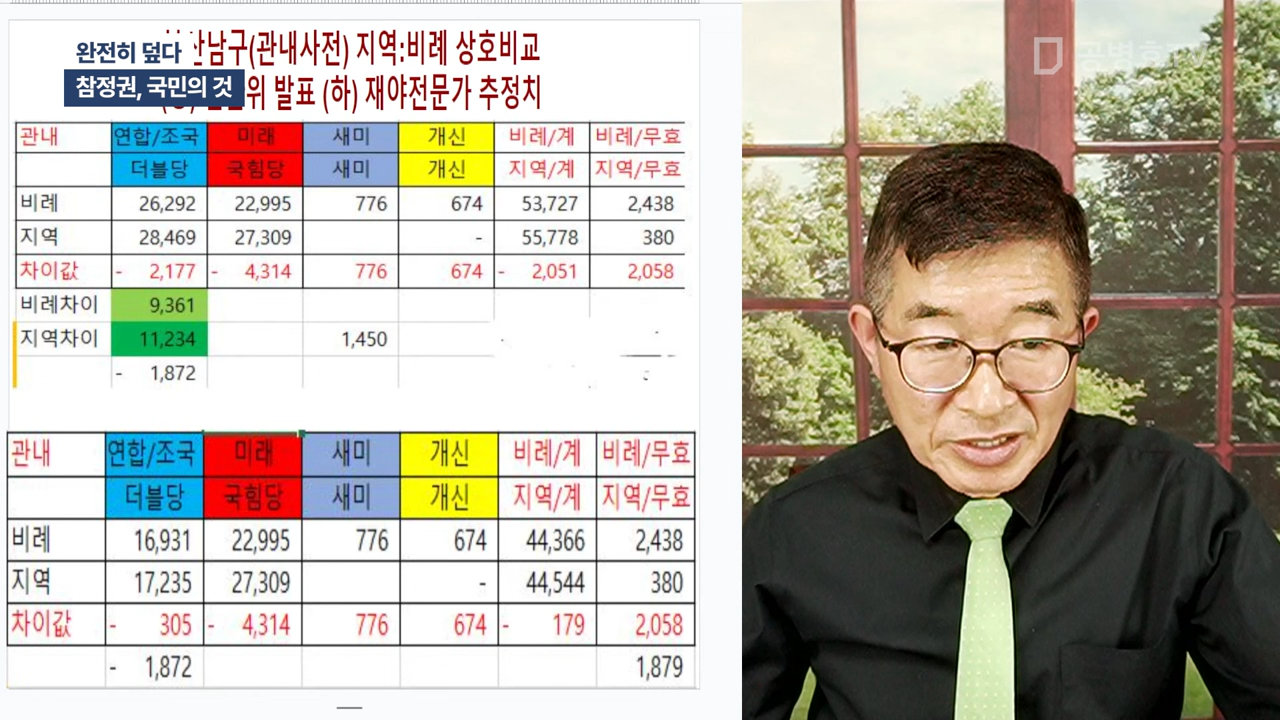 완전히 덮다
참정권, 국민의 것
남구(관내사전) 지역:비례 상호비교
위 발표 (하) 재야전문가 추정치
공병호TV
관내 연합/조국 미래 새미 개신 비례/계 비례/무효
더블당 국힘당 새미 개신 지역/계 지역/무효
비례 26,292 22,995 776 674 53,727 2,438
지역 28,469 27,309 - 55,778 380
차이값 - 2,177 - 4,314 776 674 - 2,051 2,058
비례차이 9,361
지역차이 11,234 1,450
- 1,872
관내 연합/조국 미래 새미 개신 비례/계 비례/무효
더블당 국힘당 새미 개신 지역/계 지역/무효
비례 16,931 22,995 776 674 44,366 2,438
지역 17,235 27,309 - 44,544 380
차이값 - 305 - 4,314 776 674 - 179 2,058
- 1,872 1,879